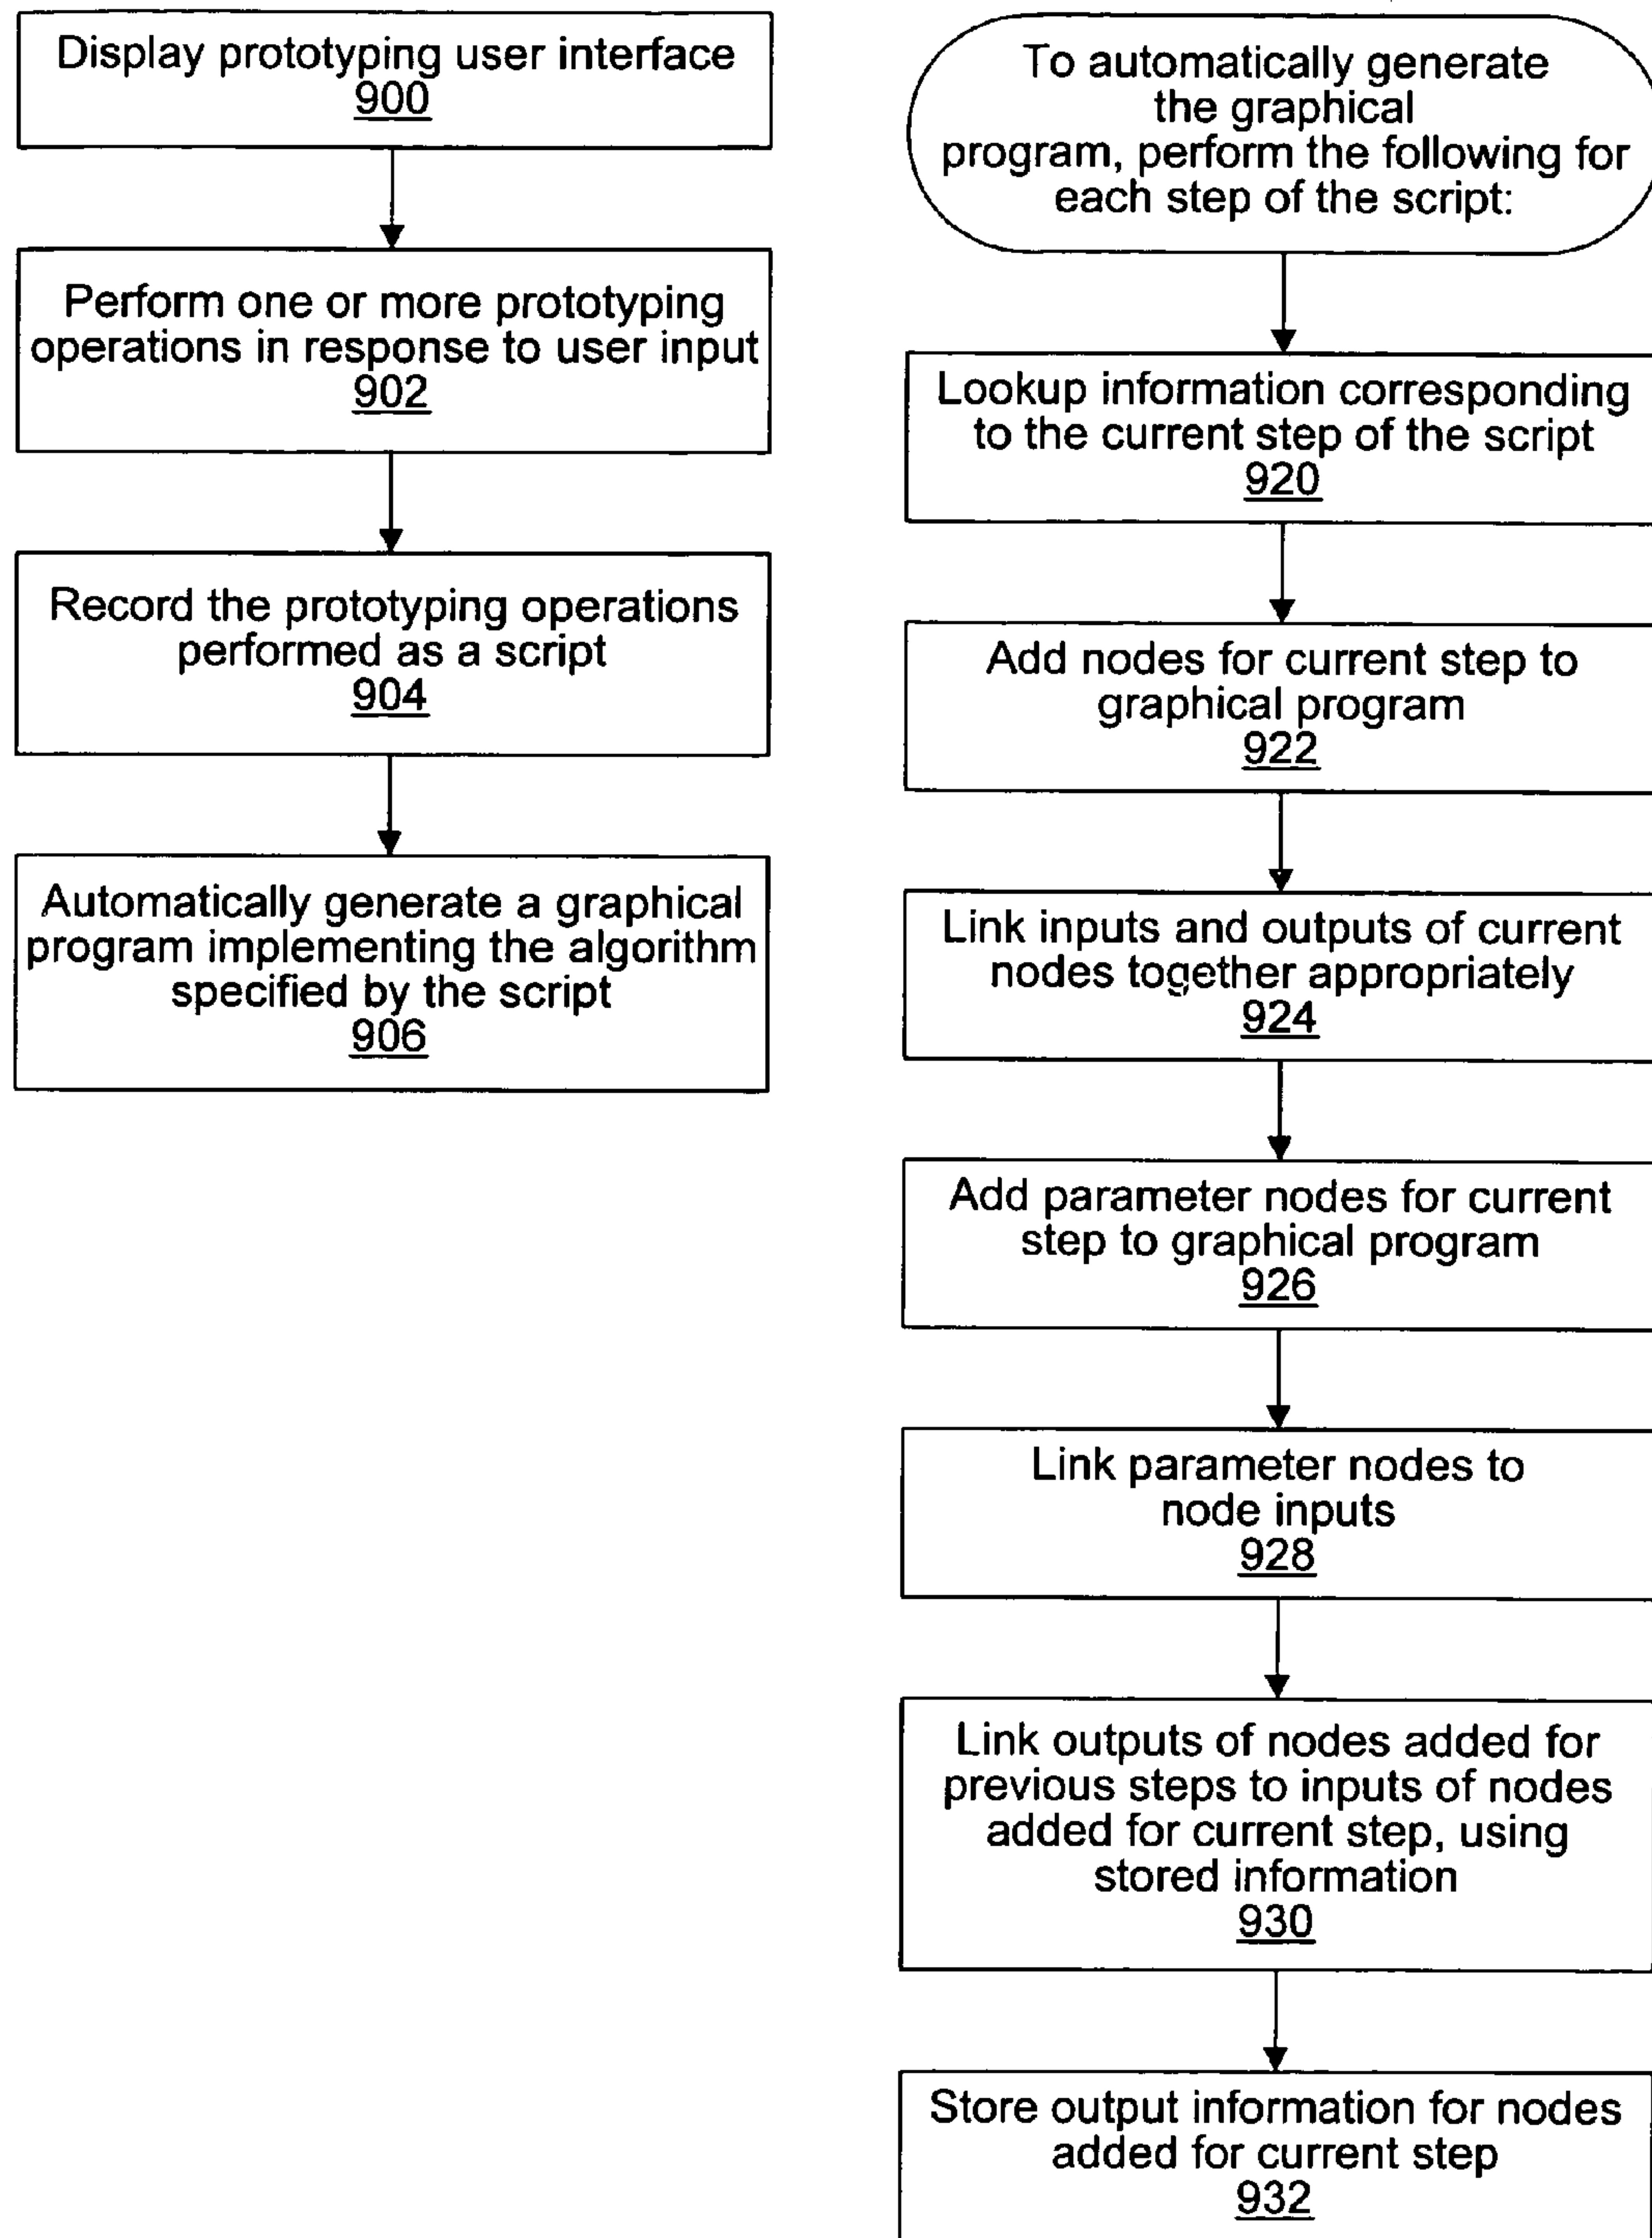 Display prototyping user interface
900
Perform one or more prototyping
operations in response to user input
902
Record the prototyping operations
performed as a script
904
Automatically generate a graphical
program implementing the algorithm
specified by the script
906
To automatically generate
the graphical
program, perform the following for
each step of the script:
Lookup information corresponding
to the current step of the script
920
Add nodes for current step to
graphical program
922
Link inputs and outputs of current
nodes together appropriately
924
Add parameter nodes for current
step to graphical program
926
Link parameter nodes to
node inputs
928
Link outputs of nodes added for
previous steps to inputs of nodes
added for current step, using
stored information
930
Store output information for nodes
added for current step
932